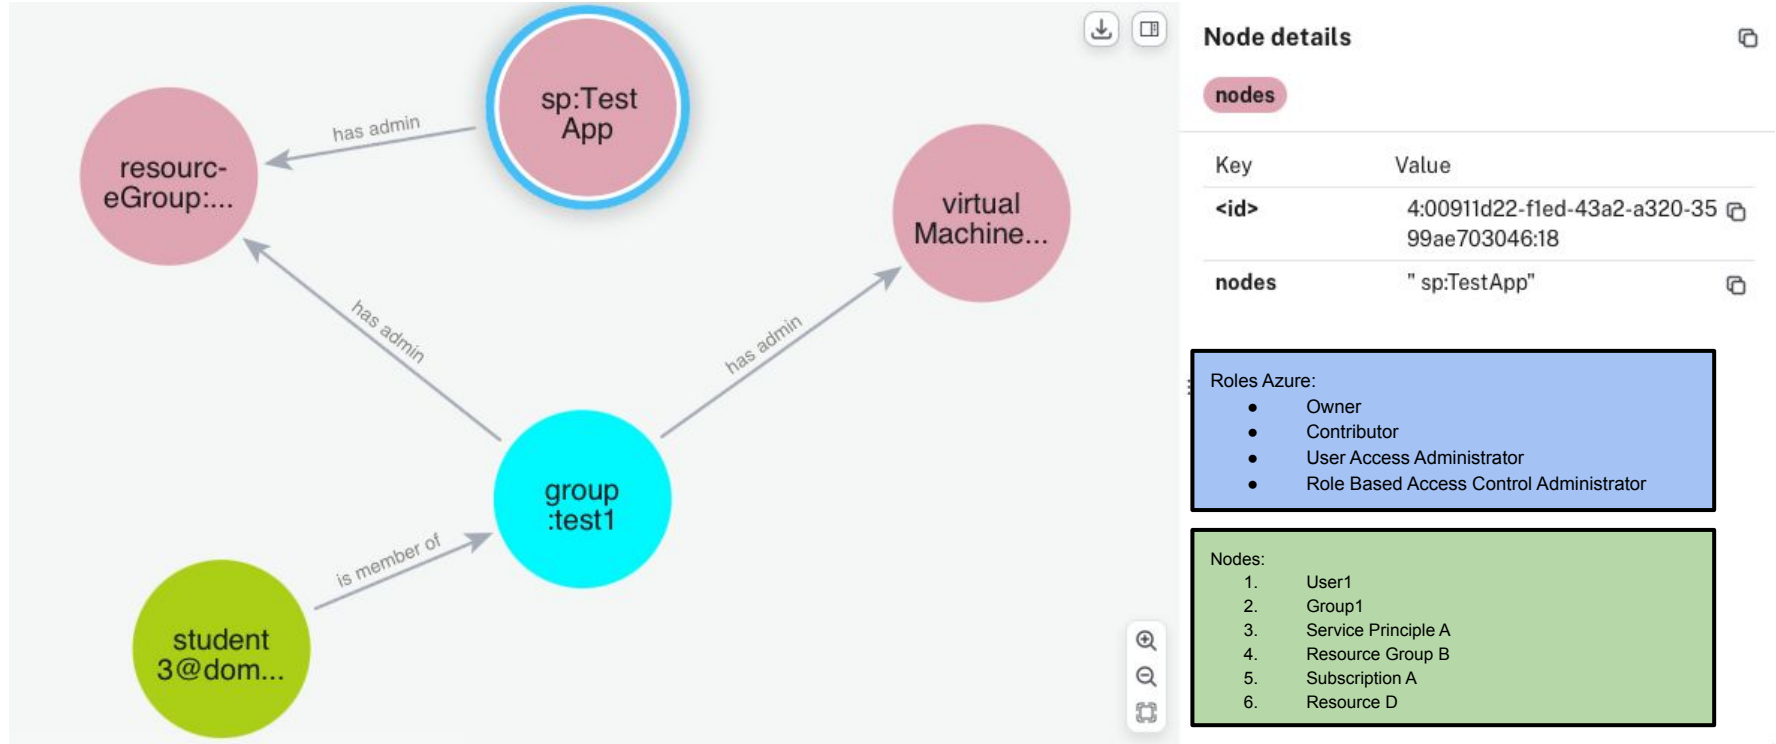 sp:Test
App
has admin
resourc-
eGroup:...
virtual
Machine...
has admin
has admin
group
:test1
is member of
student
3@dom...
Node details
nodes
Key Value
<id> 4:00911d22-f1ed-43a2-a320-35
99ae703046:18
nodes " sp:TestApp"
Roles Azure:
● Owner
● Contributor
● User Access Administrator
● Role Based Access Control Administrator
Nodes:
1. User1
2. Group1
3. Service Principle A
4. Resource Group B
5. Subscription A
6. Resource D